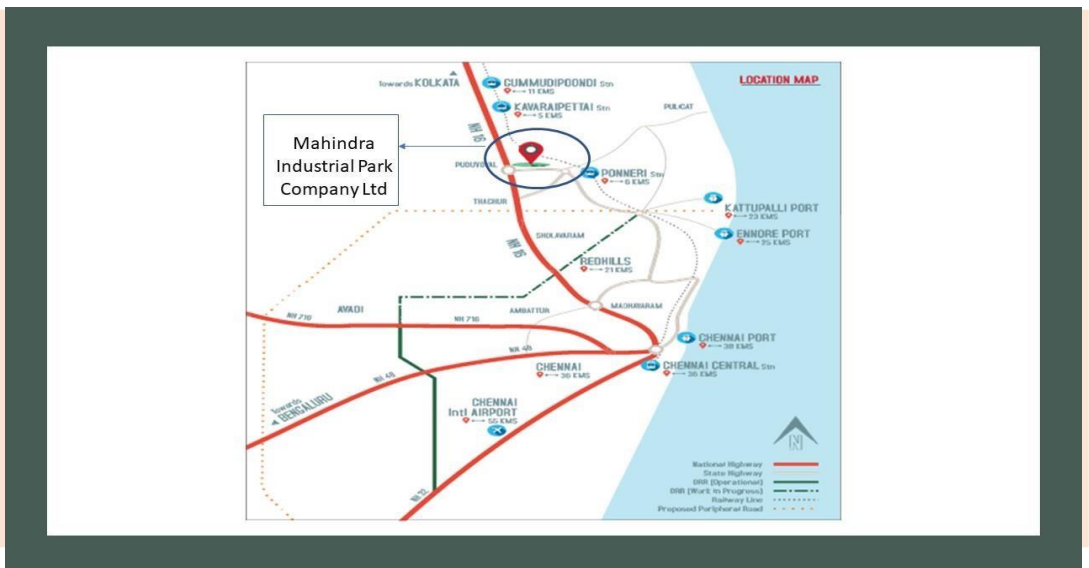 LOCATION MAP
Towards KOLKATA
GUMMUDIPOONDI Stn
11 KMS
KAVARAIPETTAI Stn
5 KMS
PULICAT
NH 16
Mahindra
Industrial Park
Company Ltd
PUDUVOYAL
PONNERI Stn
6 KMS
THACHUR
KATTUPALLI PORT
23 KMS
SHOLAVARAM
ENNORE PORT
25 KMS
NH 16
REDHILLS
21 KMS
AVADI
AMBATTUR
MADHAVARAM
NH 716
NH 716
CHENNAI PORT
38 KMS
NH 48
CHENNAI
36 KMS
CHENNAI CENTRAL Stn
36 KMS
NH 48
Towards
BENGALURU
CHENNAI
Intl AIRPORT
55 KMS
N
NH 32
National Highway
State Highway
ORR (Operational)
ORR (Work in Progress)
Railway Line
Proposed Peripheral Road